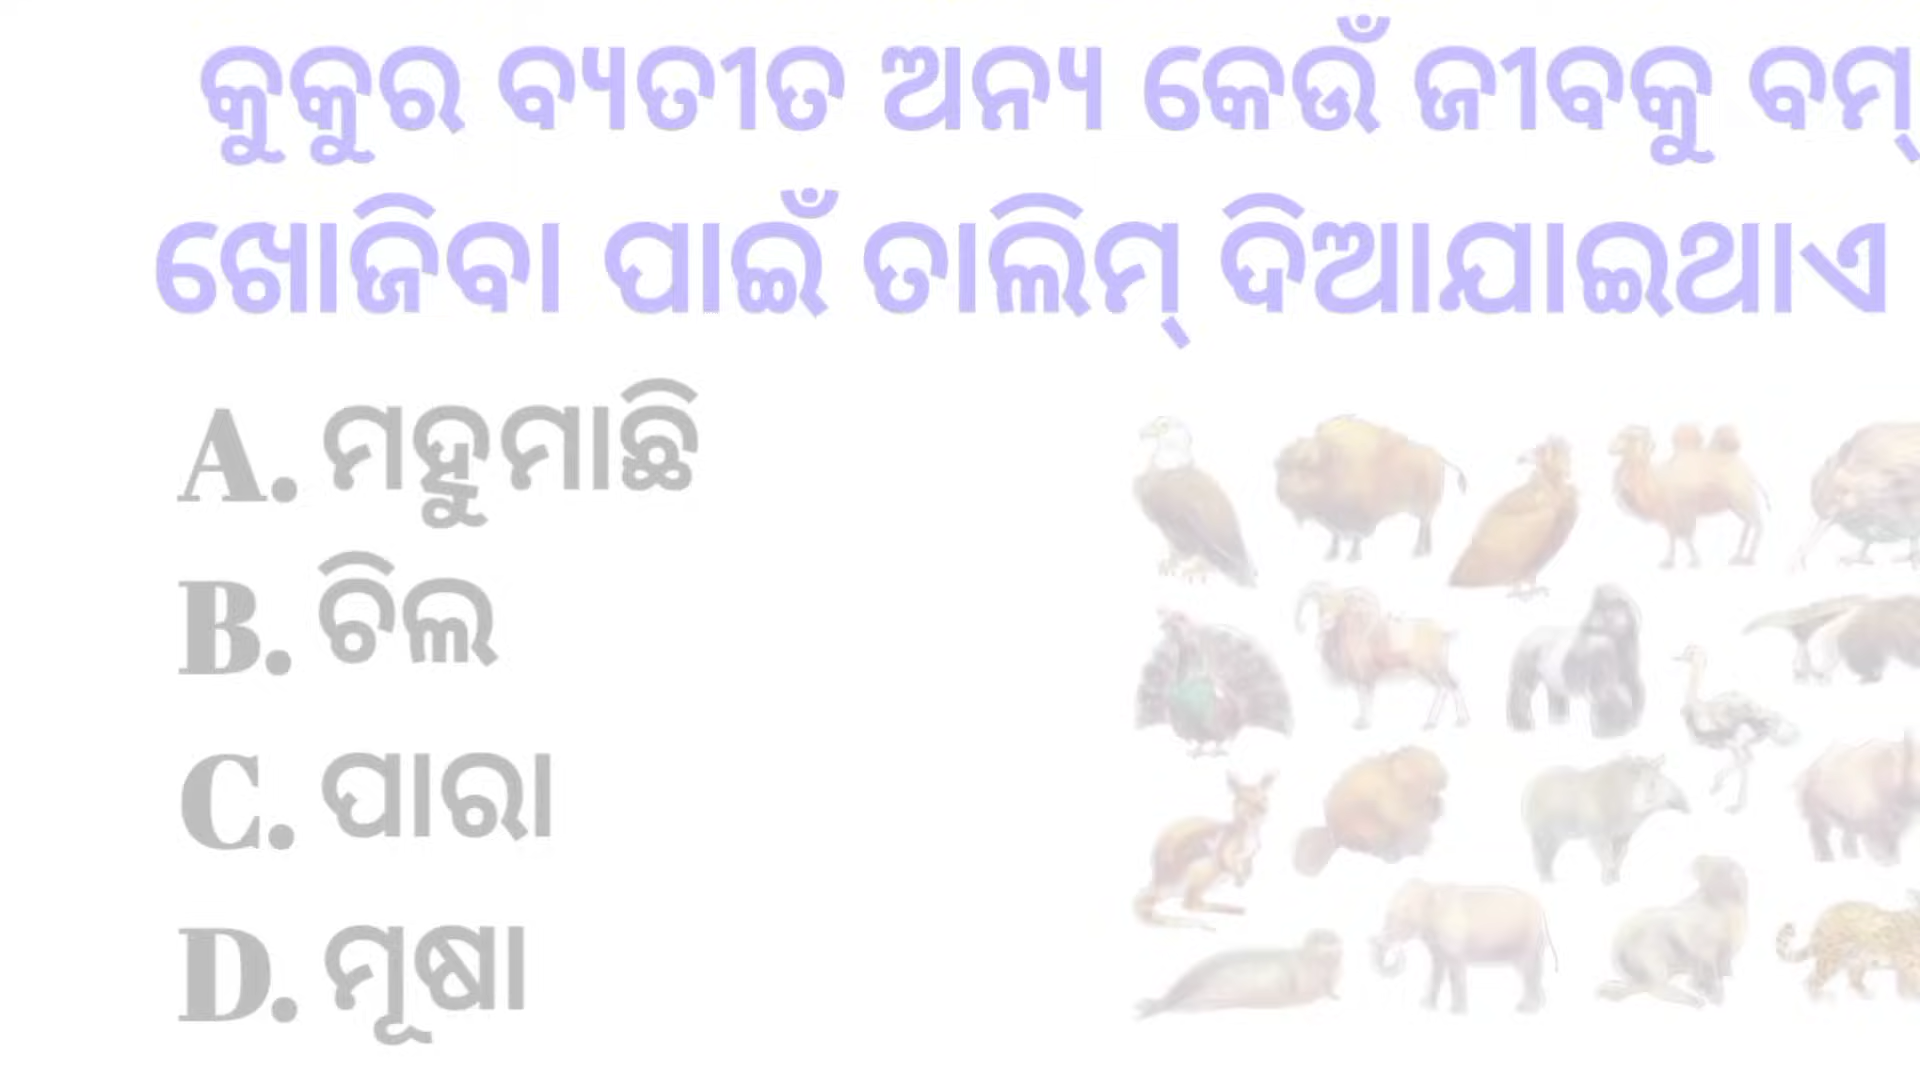 କୁକୁର ବ୍ୟତୀତ ଅନ୍ୟ କେଉଁ ଜୀବକୁ ବମ୍
ଖୋଜିବା ପାଇଁ ତାଲିମ୍ ଦିଆଯାଇଥାଏ
A. ମହୁମାଛି
B. ଚିଲ
C. ପାରା
D. ମୂଷା